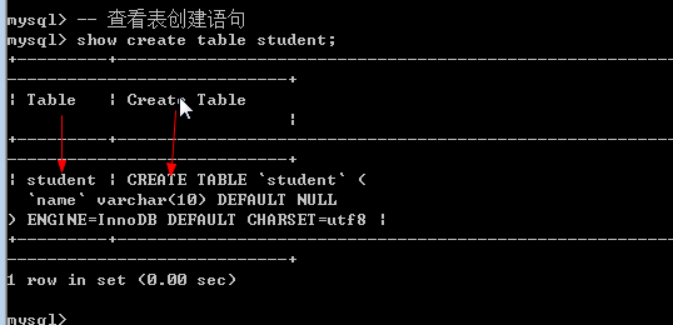 mysql> -- 查看表创建语句
mysql> show create table student;
+---------+------------------------------------------------------------
----------------------------+
| Table   | Create Table
                            |
+---------+------------------------------------------------------------
----------------------------+
| student | CREATE TABLE `student` (
  `name` varchar(10) DEFAULT NULL
) ENGINE=InnoDB DEFAULT CHARSET=utf8 |
+---------+------------------------------------------------------------
----------------------------+
1 row in set (0.00 sec)
mysql>